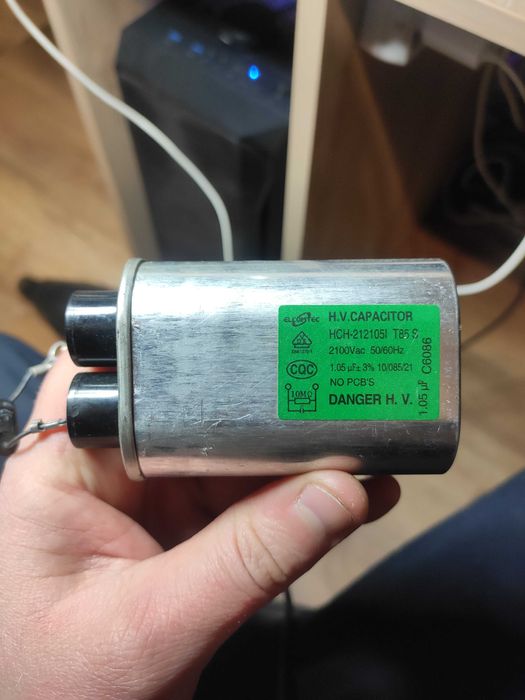 H.V.CAPACITOR
HCH-212105I T85 S
2100Vac 50/60Hz
CQC
1.05 µF± 3% 10/085/21
NO PCB'S
10MΩ
DANGER H. V.
1.05 µF C6086